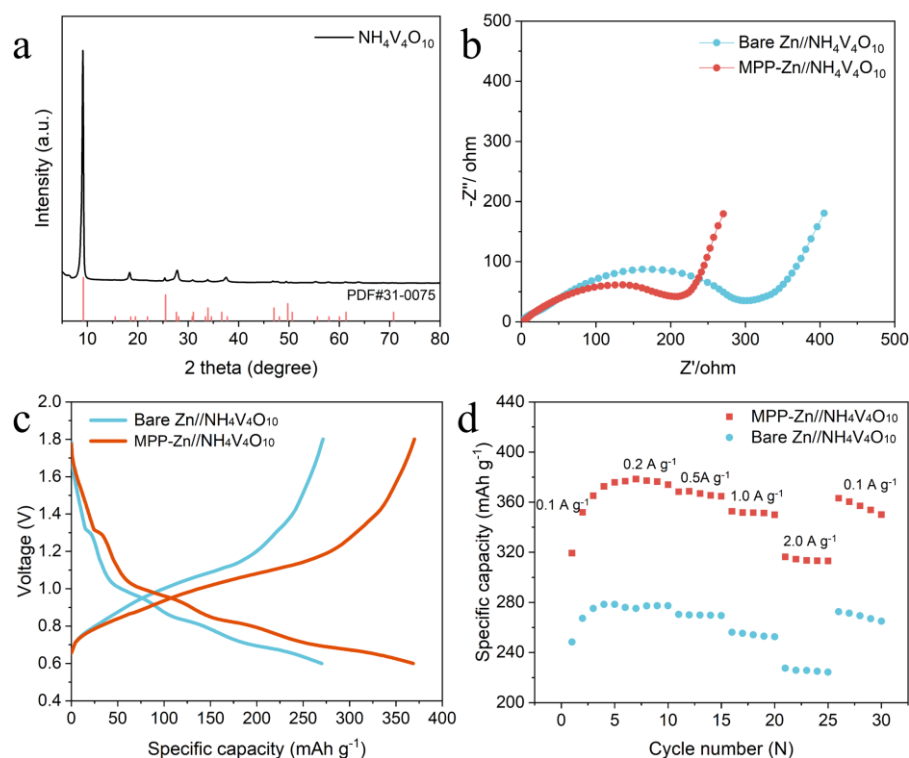 a
NH₄V₄O₁₀
Intensity (a.u.)
PDF#31-0075
10 20 30 40 50 60 70 80
2 theta (degree)
b
Bare Zn//NH₄V₄O₁₀
MPP-Zn//NH₄V₄O₁₀
-Z''/ ohm
500
400
300
200
100
0
0 100 200 300 400 500
Z'/ohm
c
Bare Zn//NH₄V₄O₁₀
MPP-Zn//NH₄V₄O₁₀
Voltage (V)
2.0
1.8
1.6
1.4
1.2
1.0
0.8
0.6
0.4
0 50 100 150 200 250 300 350 400
Specific capacity (mAh g⁻¹)
d
MPP-Zn//NH₄V₄O₁₀
Bare Zn//NH₄V₄O₁₀
Specific capacity (mAh g⁻¹)
440
400
360
320
280
240
200
0.1 A g⁻¹
0.2 A g⁻¹
0.5A g⁻¹
1.0 A g⁻¹
2.0 A g⁻¹
0.1 A g⁻¹
0 5 10 15 20 25 30
Cycle number (N)